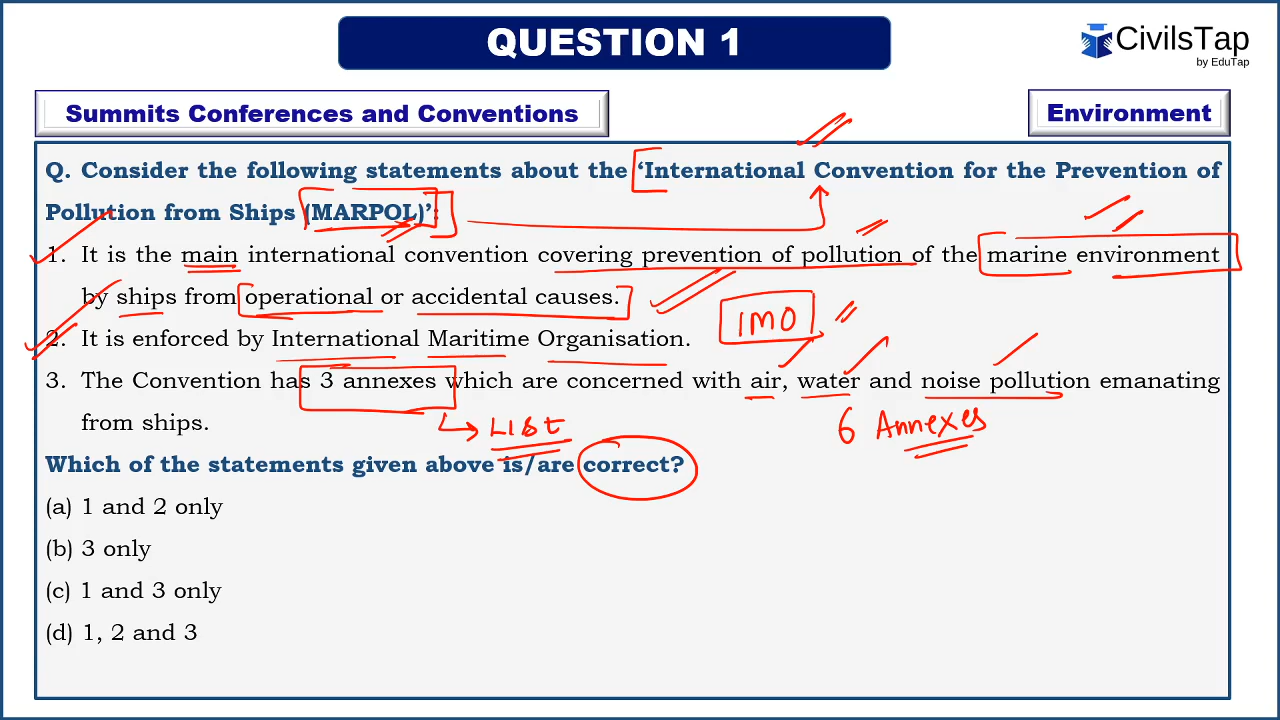 QUESTION 1
CivilsTap
by EduTap
Summits Conferences and Conventions
Environment
Q. Consider the following statements about the ‘International Convention for the Prevention of
Pollution from Ships (MARPOL)’:
1. It is the main international convention covering prevention of pollution of the marine environment
by ships from operational or accidental causes.
IMO
2. It is enforced by International Maritime Organisation.
3. The Convention has 3 annexes which are concerned with air, water and noise pollution emanating
from ships.
LIST
6 Annexes
Which of the statements given above is/are correct?
(a) 1 and 2 only
(b) 3 only
(c) 1 and 3 only
(d) 1, 2 and 3